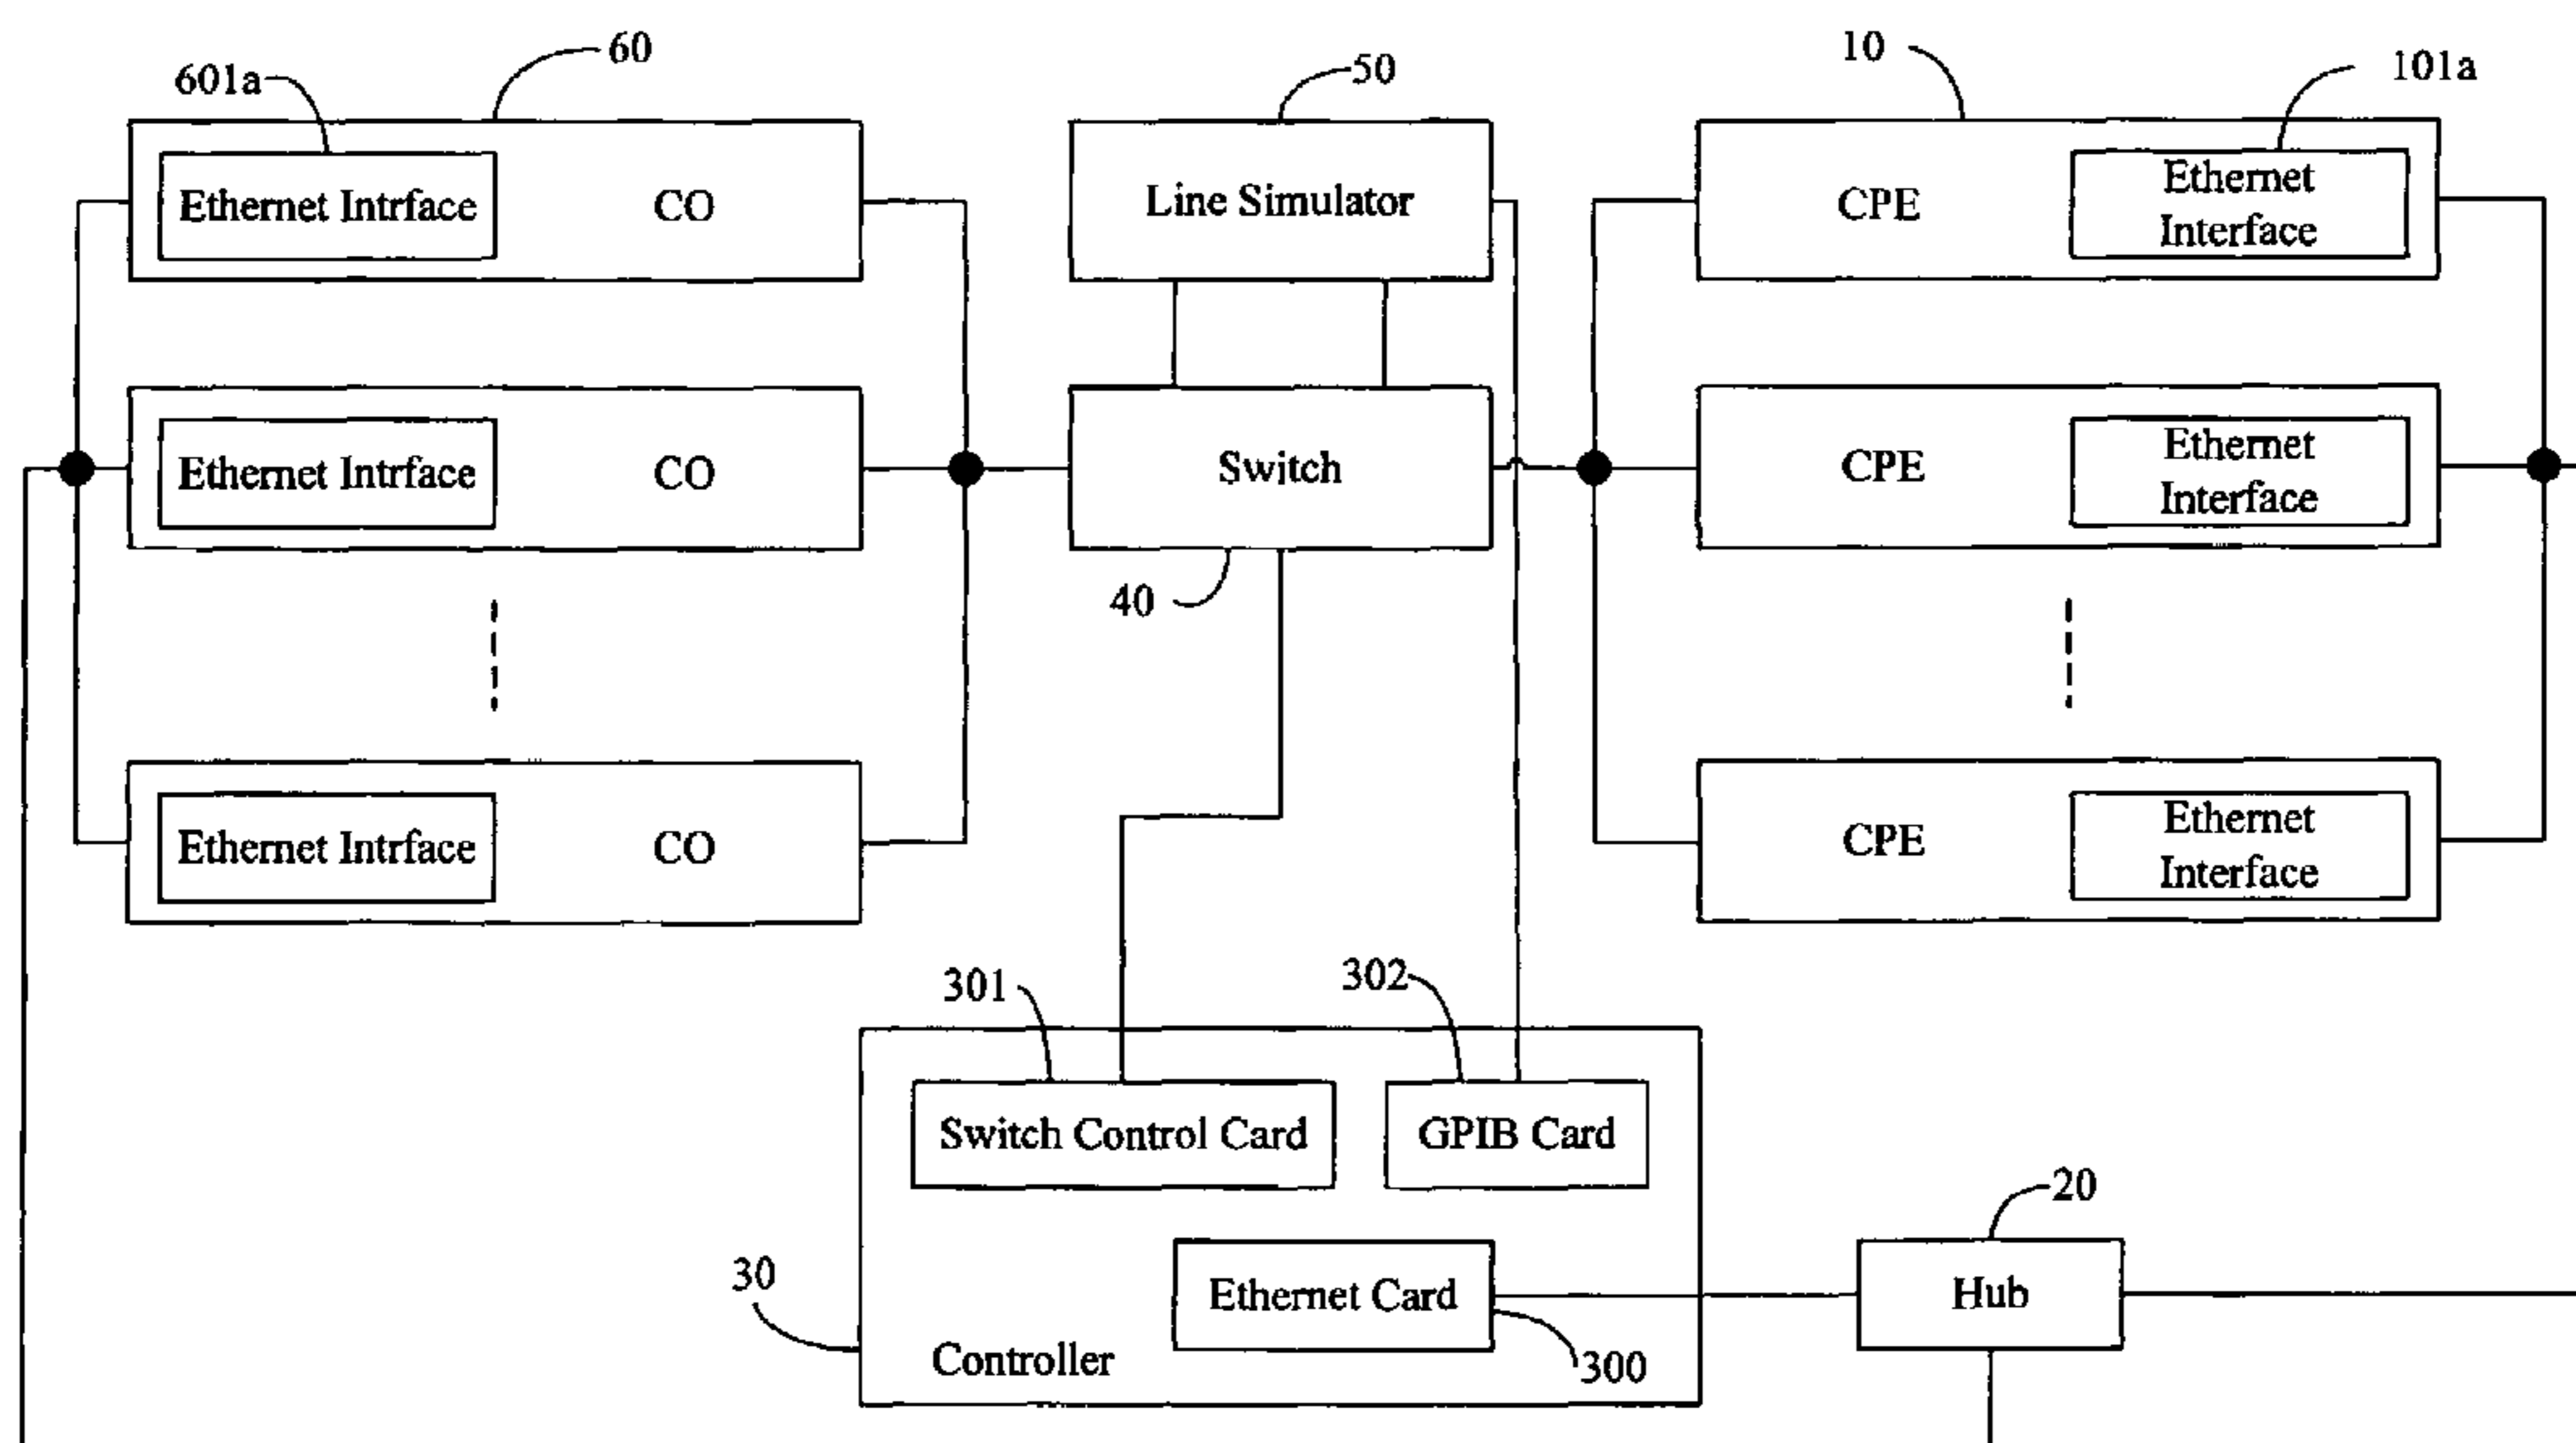 60
50
10
601a
101a
Ethernet Intrface
CO
Line Simulator
CPE
Ethernet
Interface
Ethernet Intrface
CO
Switch
CPE
Ethernet
Interface
40
Ethernet Intrface
CO
CPE
Ethernet
Interface
301
302
Switch Control Card
GPIB Card
20
30
Ethernet Card
Hub
Controller
300